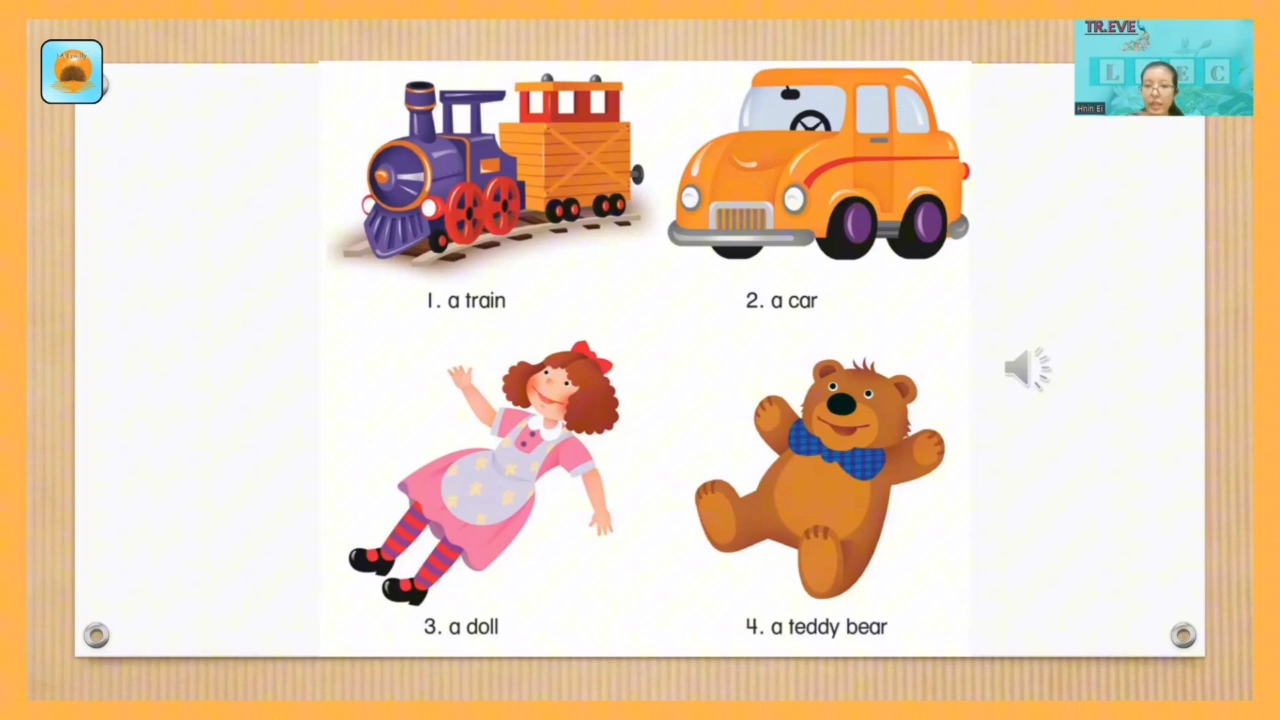 TR.EVE
L E C
Hnin Ei
1. a train
2. a car
3. a doll
4. a teddy bear